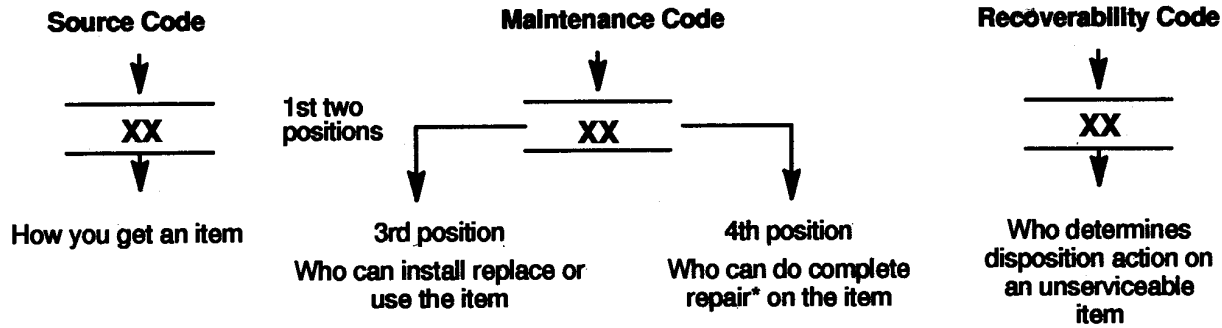 Source Code
Maintenance Code
Recoverability Code
XX
1st two
positions
XX
XX
How you get an item
3rd position
Who can install replace or
use the item
4th position
Who can do complete
repair* on the item
Who determines
disposition action on
an unserviceable
item